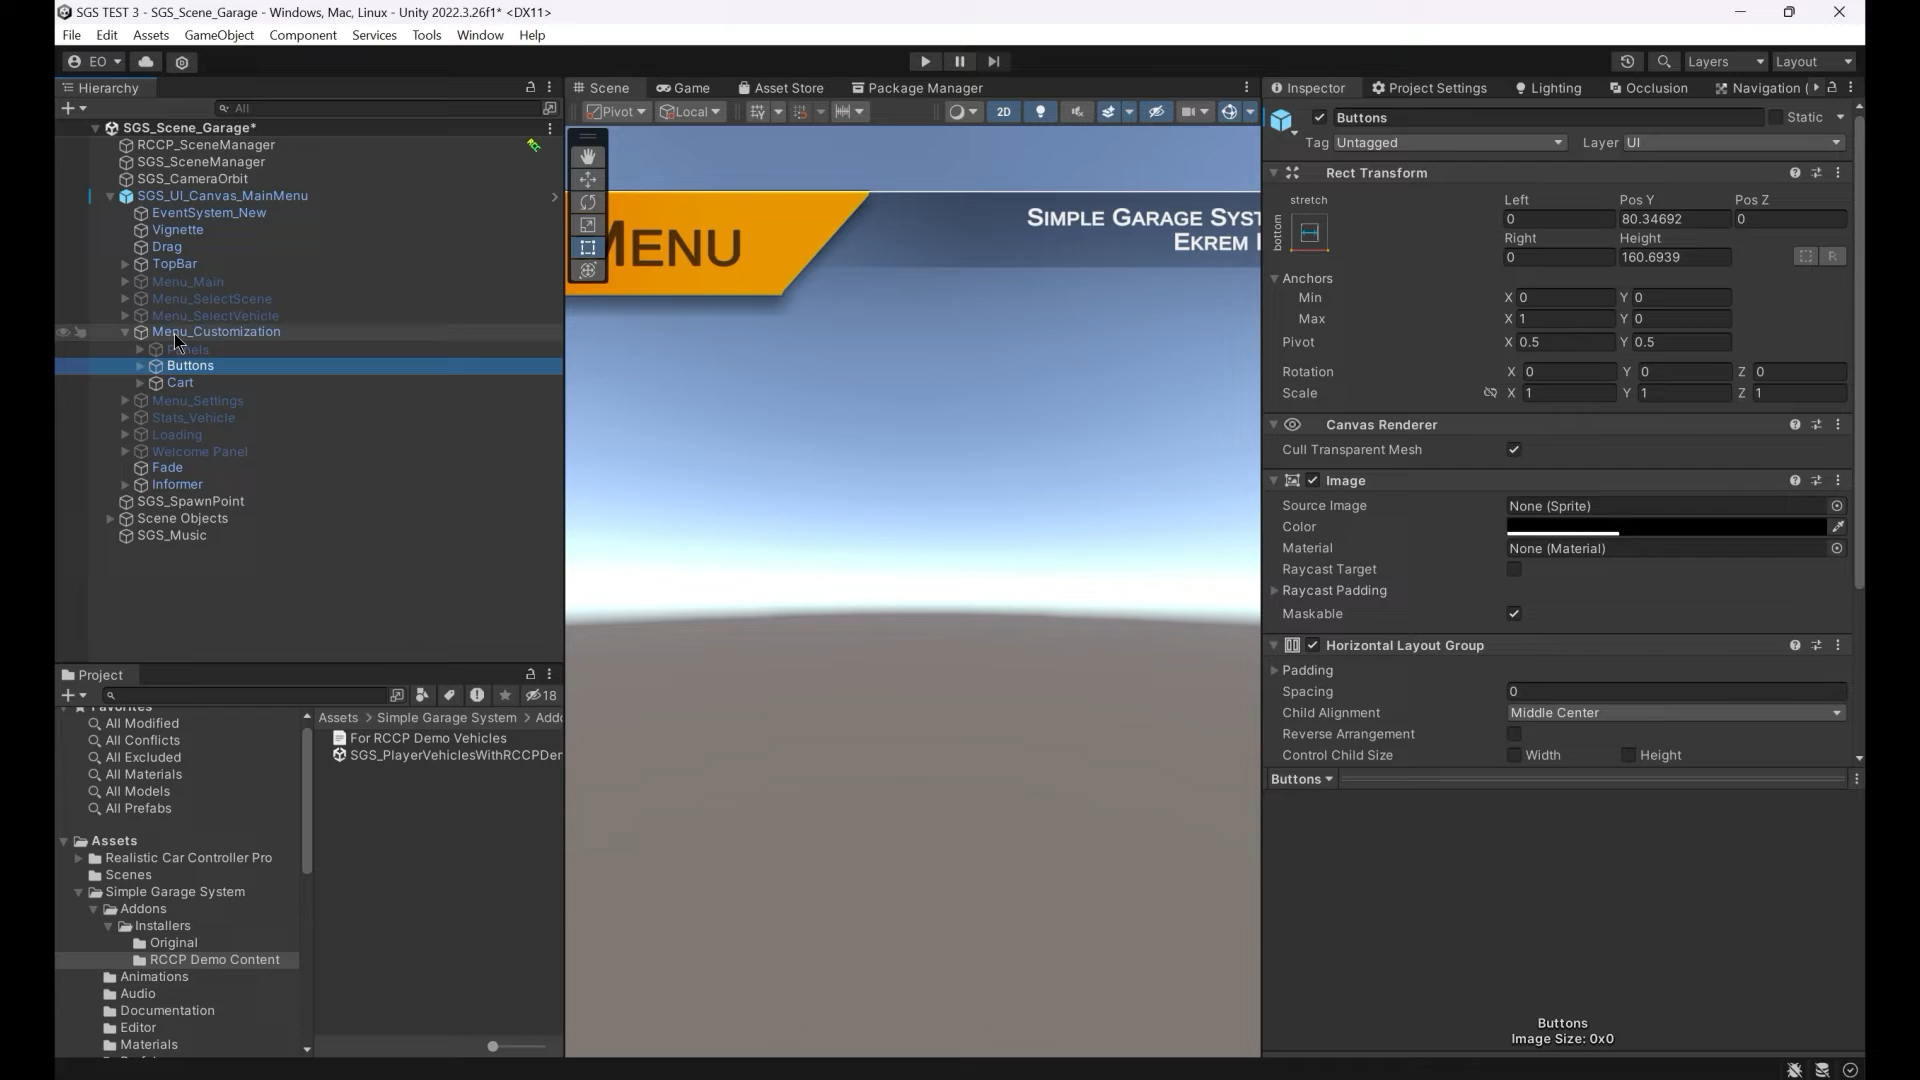 SGS TEST 3 - SGS_Scene_Garage - Windows, Mac, Linux - Unity 2022.3.26f1* <DX11>
File Edit Assets GameObject Component Services Tools Window Help
EO Layers Layout
Hierarchy
All
SGS_Scene_Garage*
RCCP_SceneManager
SGS_SceneManager
SGS_CameraOrbit
SGS_UI_Canvas_MainMenu
EventSystem_New
Vignette
Drag
TopBar
Menu_Main
Menu_SelectScene
Menu_SelectVehicle
Menu_Customization
Panels
Buttons
Cart
Menu_Settings
Stats_Vehicle
Loading
Welcome Panel
Fade
Informer
SGS_SpawnPoint
Scene Objects
SGS_Music
Project
18
Favorites
All Modified
All Conflicts
All Excluded
All Materials
All Models
All Prefabs
Assets
Realistic Car Controller Pro
Scenes
Simple Garage System
Addons
Installers
Original
RCCP Demo Content
Animations
Audio
Documentation
Editor
Materials
Assets > Simple Garage System > Addo
For RCCP Demo Vehicles
SGS_PlayerVehiclesWithRCCPDer
Scene Game Asset Store Package Manager
Pivot Local 2D
MENU
SIMPLE GARAGE SYST
EKREM
Inspector Project Settings Lighting Occlusion Navigation (
Buttons Static
Tag Untagged Layer UI
Rect Transform
stretch Left Pos Y Pos Z
bottom
0 80.34692 0
Right Height
0 160.6939 R
Anchors
Min X 0 Y 0
Max X 1 Y 0
Pivot X 0.5 Y 0.5
Rotation X 0 Y 0 Z 0
Scale X 1 Y 1 Z 1
Canvas Renderer
Cull Transparent Mesh
Image
Source Image None (Sprite)
Color
Material None (Material)
Raycast Target
Raycast Padding
Maskable
Horizontal Layout Group
Padding
Spacing 0
Child Alignment Middle Center
Reverse Arrangement
Control Child Size Width Height
Buttons
Buttons
Image Size: 0x0